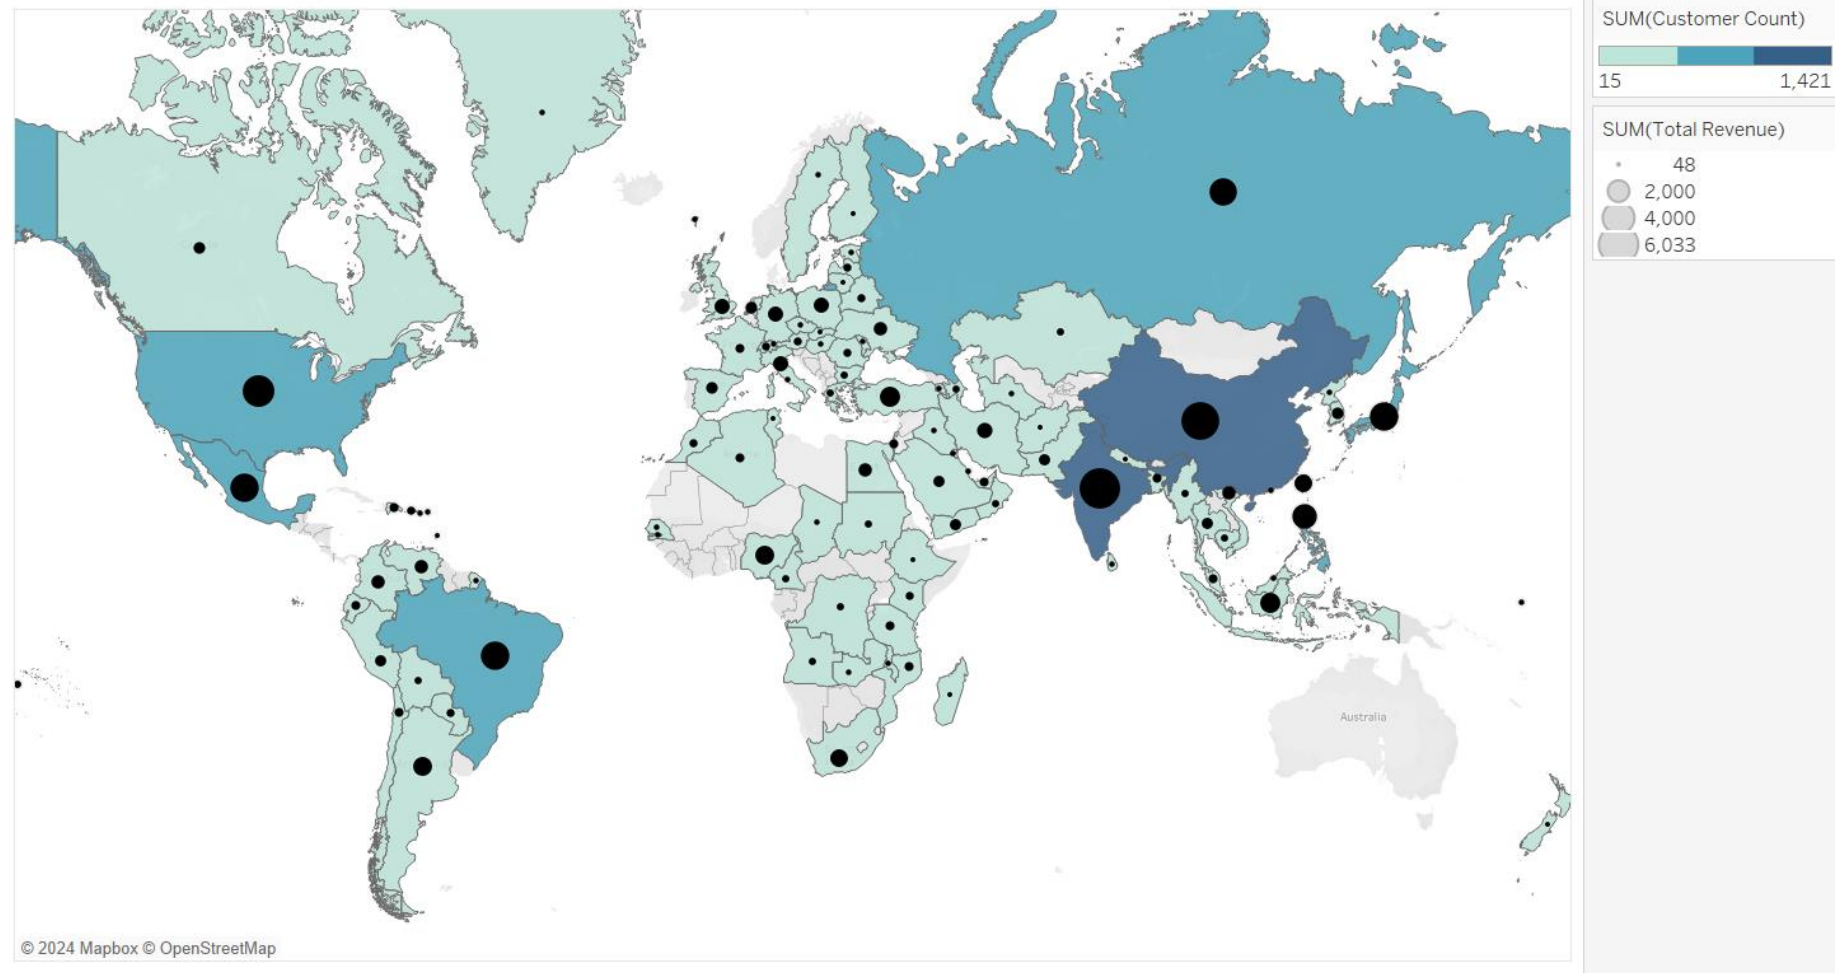 SUM(Customer Count)
15 1,421
SUM(Total Revenue)
48
2,000
4,000
6,033
Australia
© 2024 Mapbox © OpenStreetMap